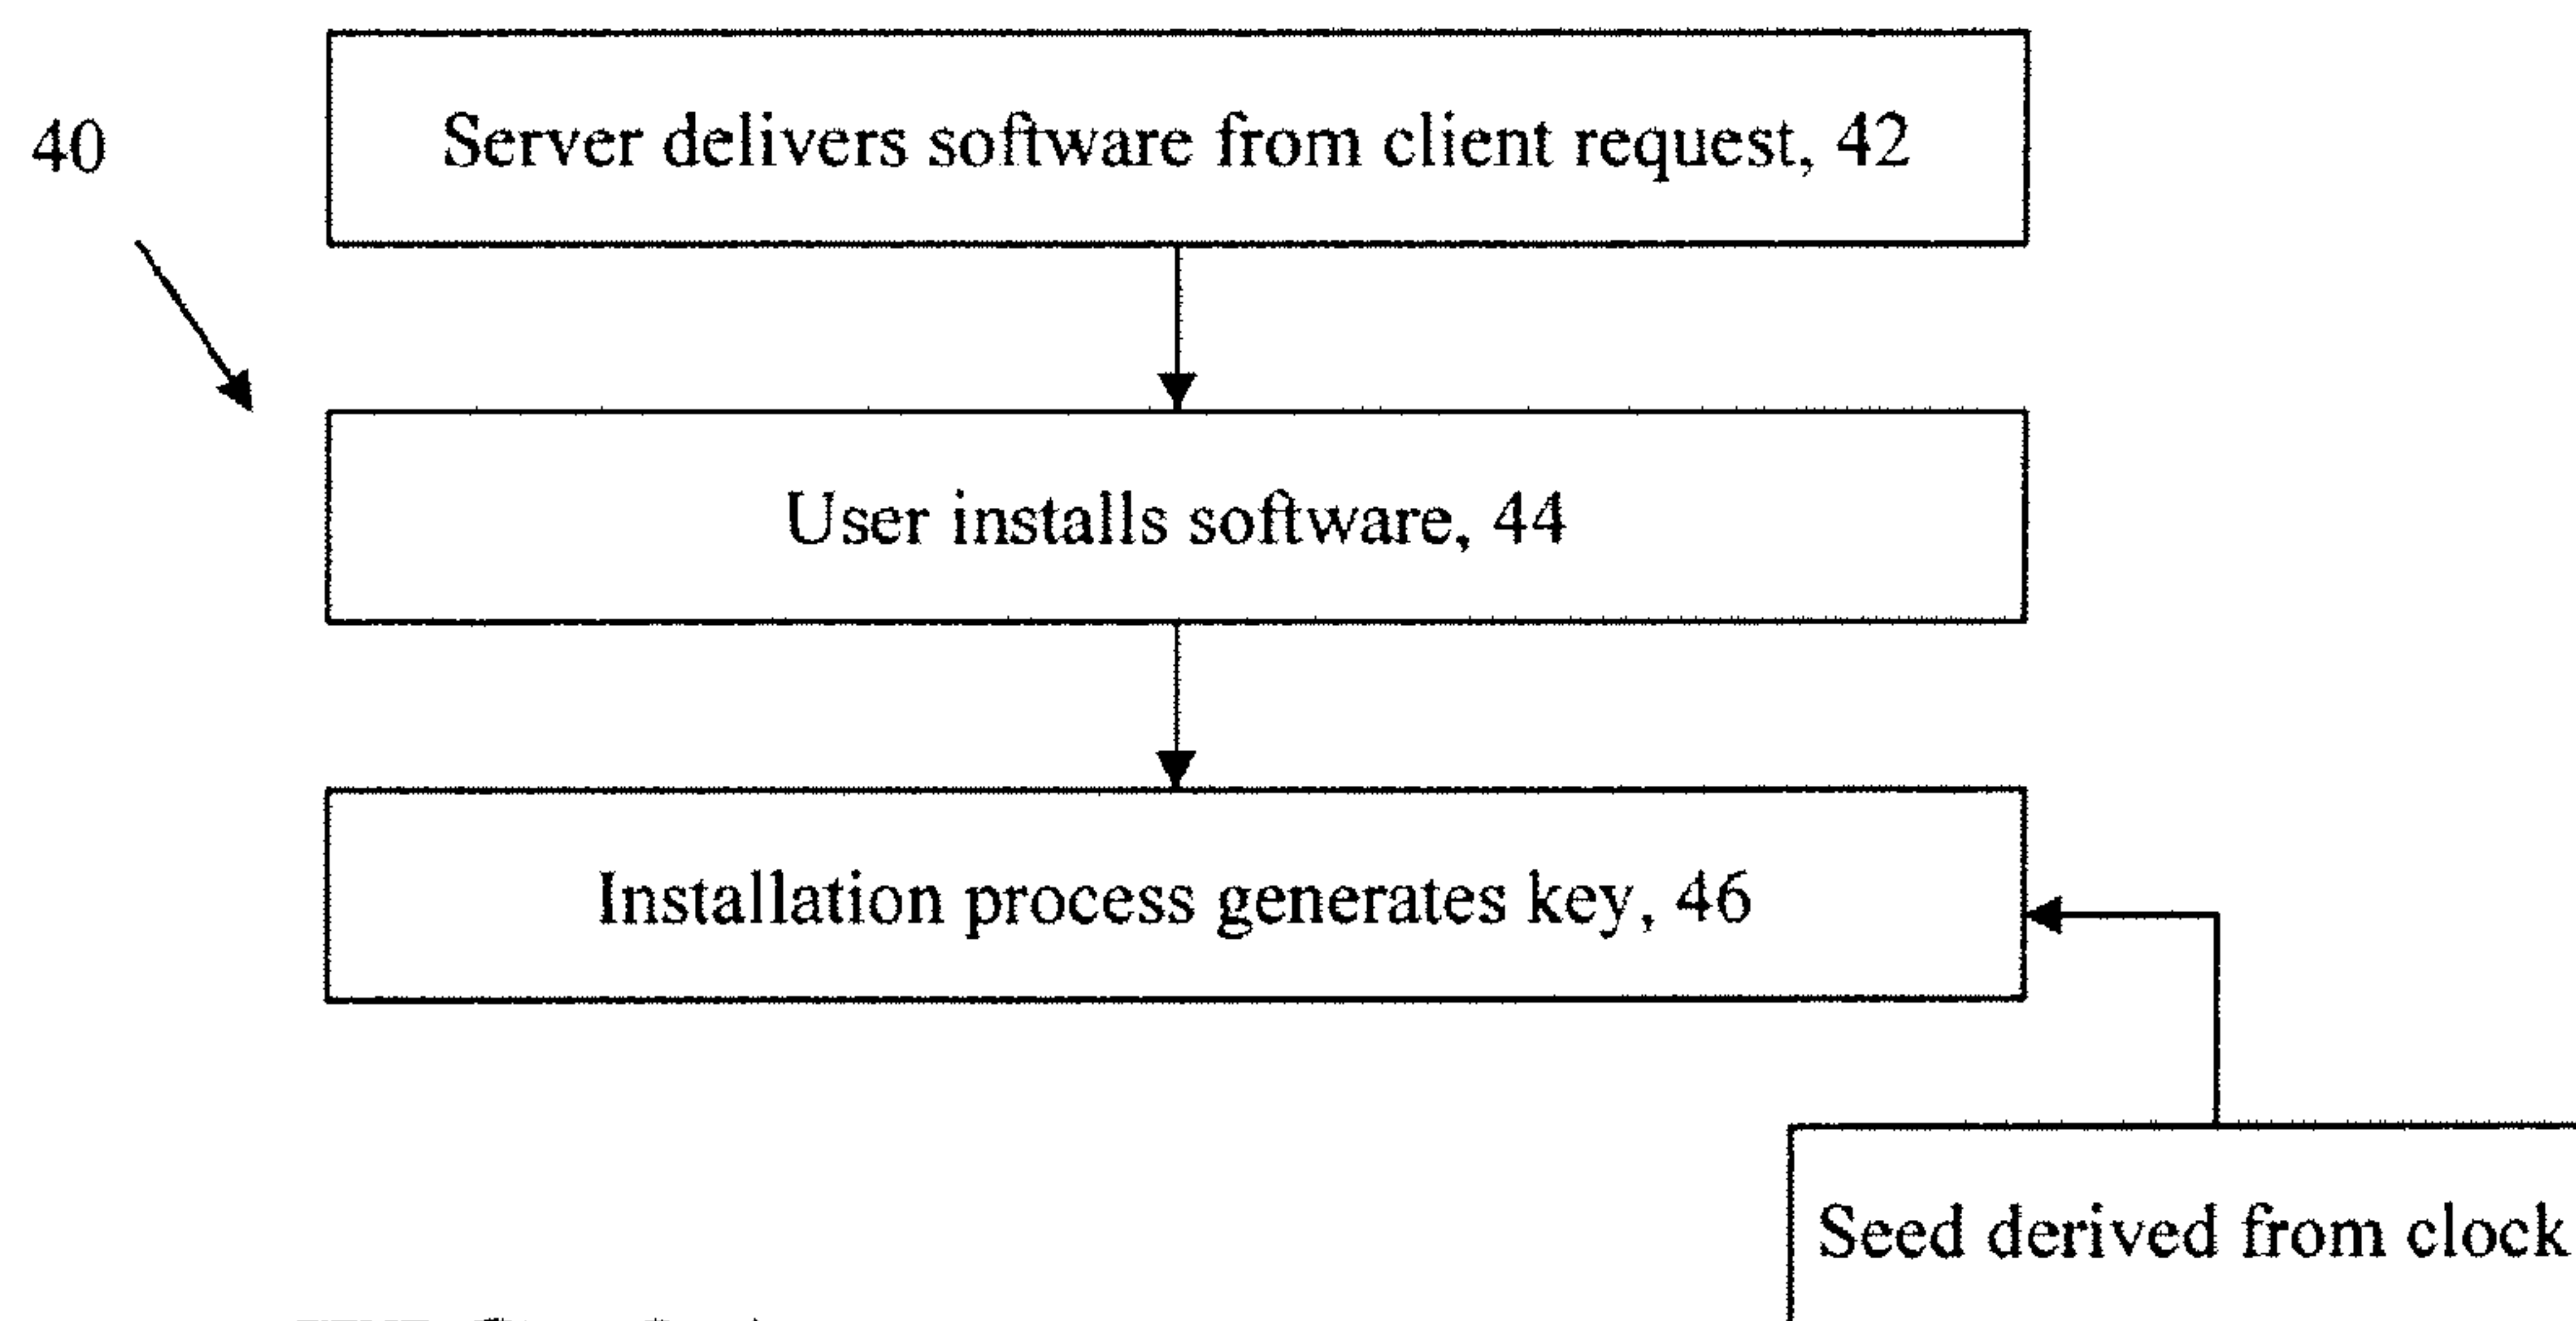 40
Server delivers software from client request, 42
User installs software, 44
Installation process generates key, 46
Seed derived from clock